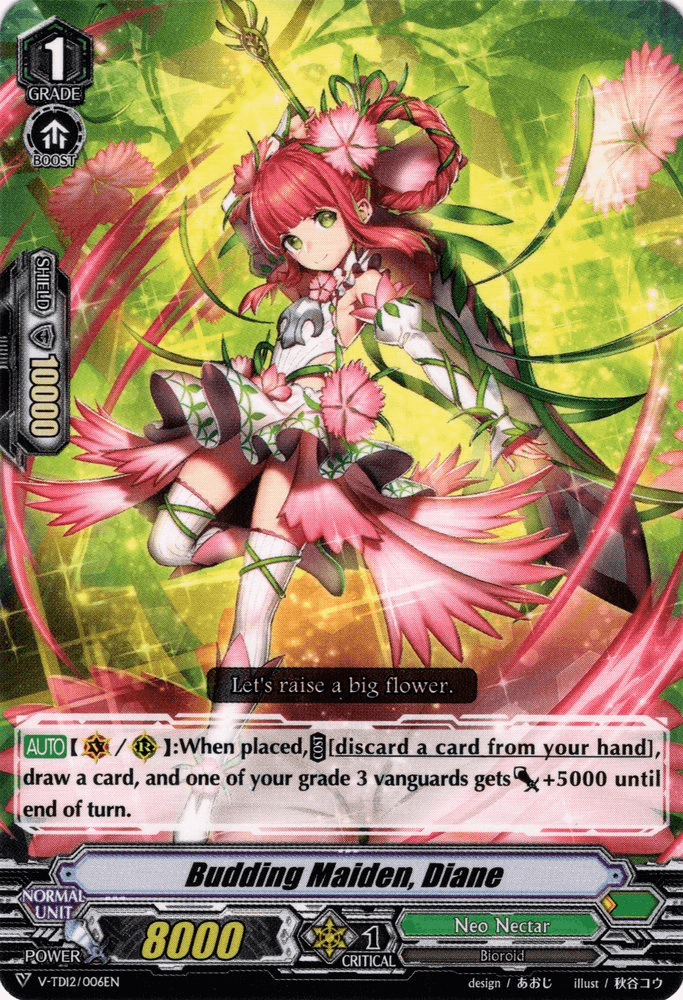 1
GRADE
BOOST
SHIELD
10000
Let's raise a big flower.
AUTO【 V / R 】:When placed, COST [discard a card from your hand],
draw a card, and one of your grade 3 vanguards gets +5000 until
end of turn.
Budding Maiden, Diane
NORMAL
UNIT
POWER
8000
1
CRITICAL
Neo Nectar
Bioroid
V-TD12/006EN
design / あおじ
illust / 秋谷コウ